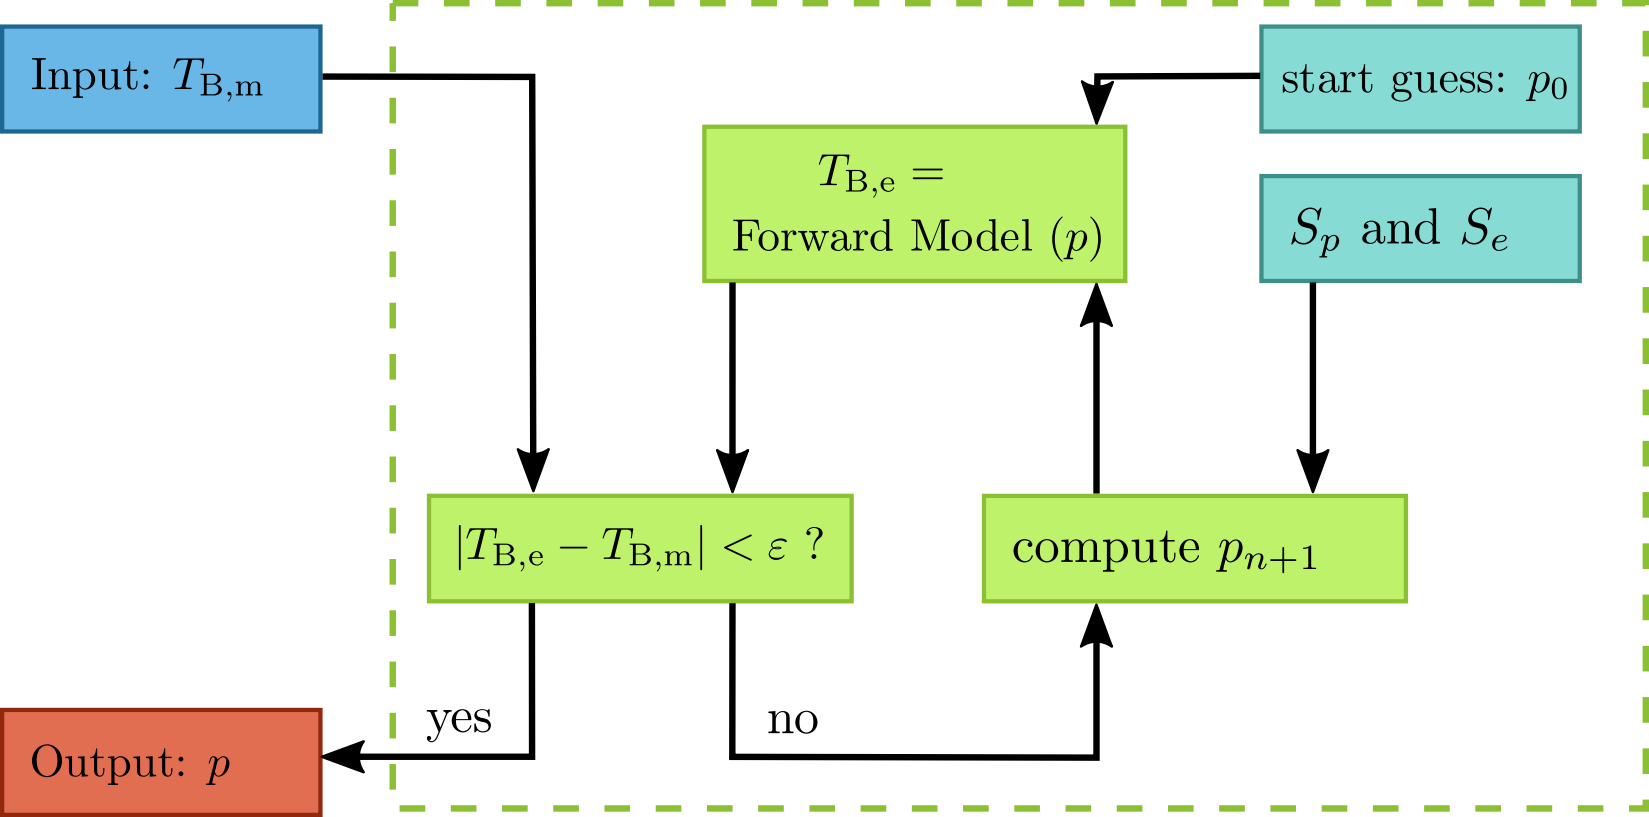 Input: T_{B,m}
start guess: p_0
T_{B,e} =
Forward Model (p)
S_p and S_e
|T_{B,e} − T_{B,m}| < ε ?
compute p_{n+1}
yes
no
Output: p